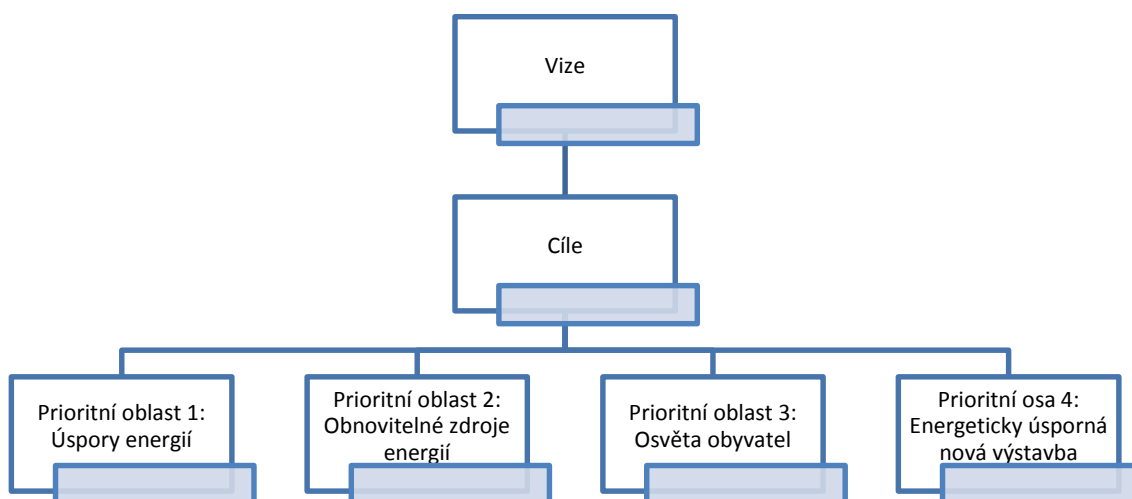 Vize
Cíle
Prioritní oblast 1:
Úspory energií
Prioritní oblast 2:
Obnovitelné zdroje
energií
Prioritní oblast 3:
Osvěta obyvatel
Prioritní osa 4:
Energeticky úsporná
nová výstavba